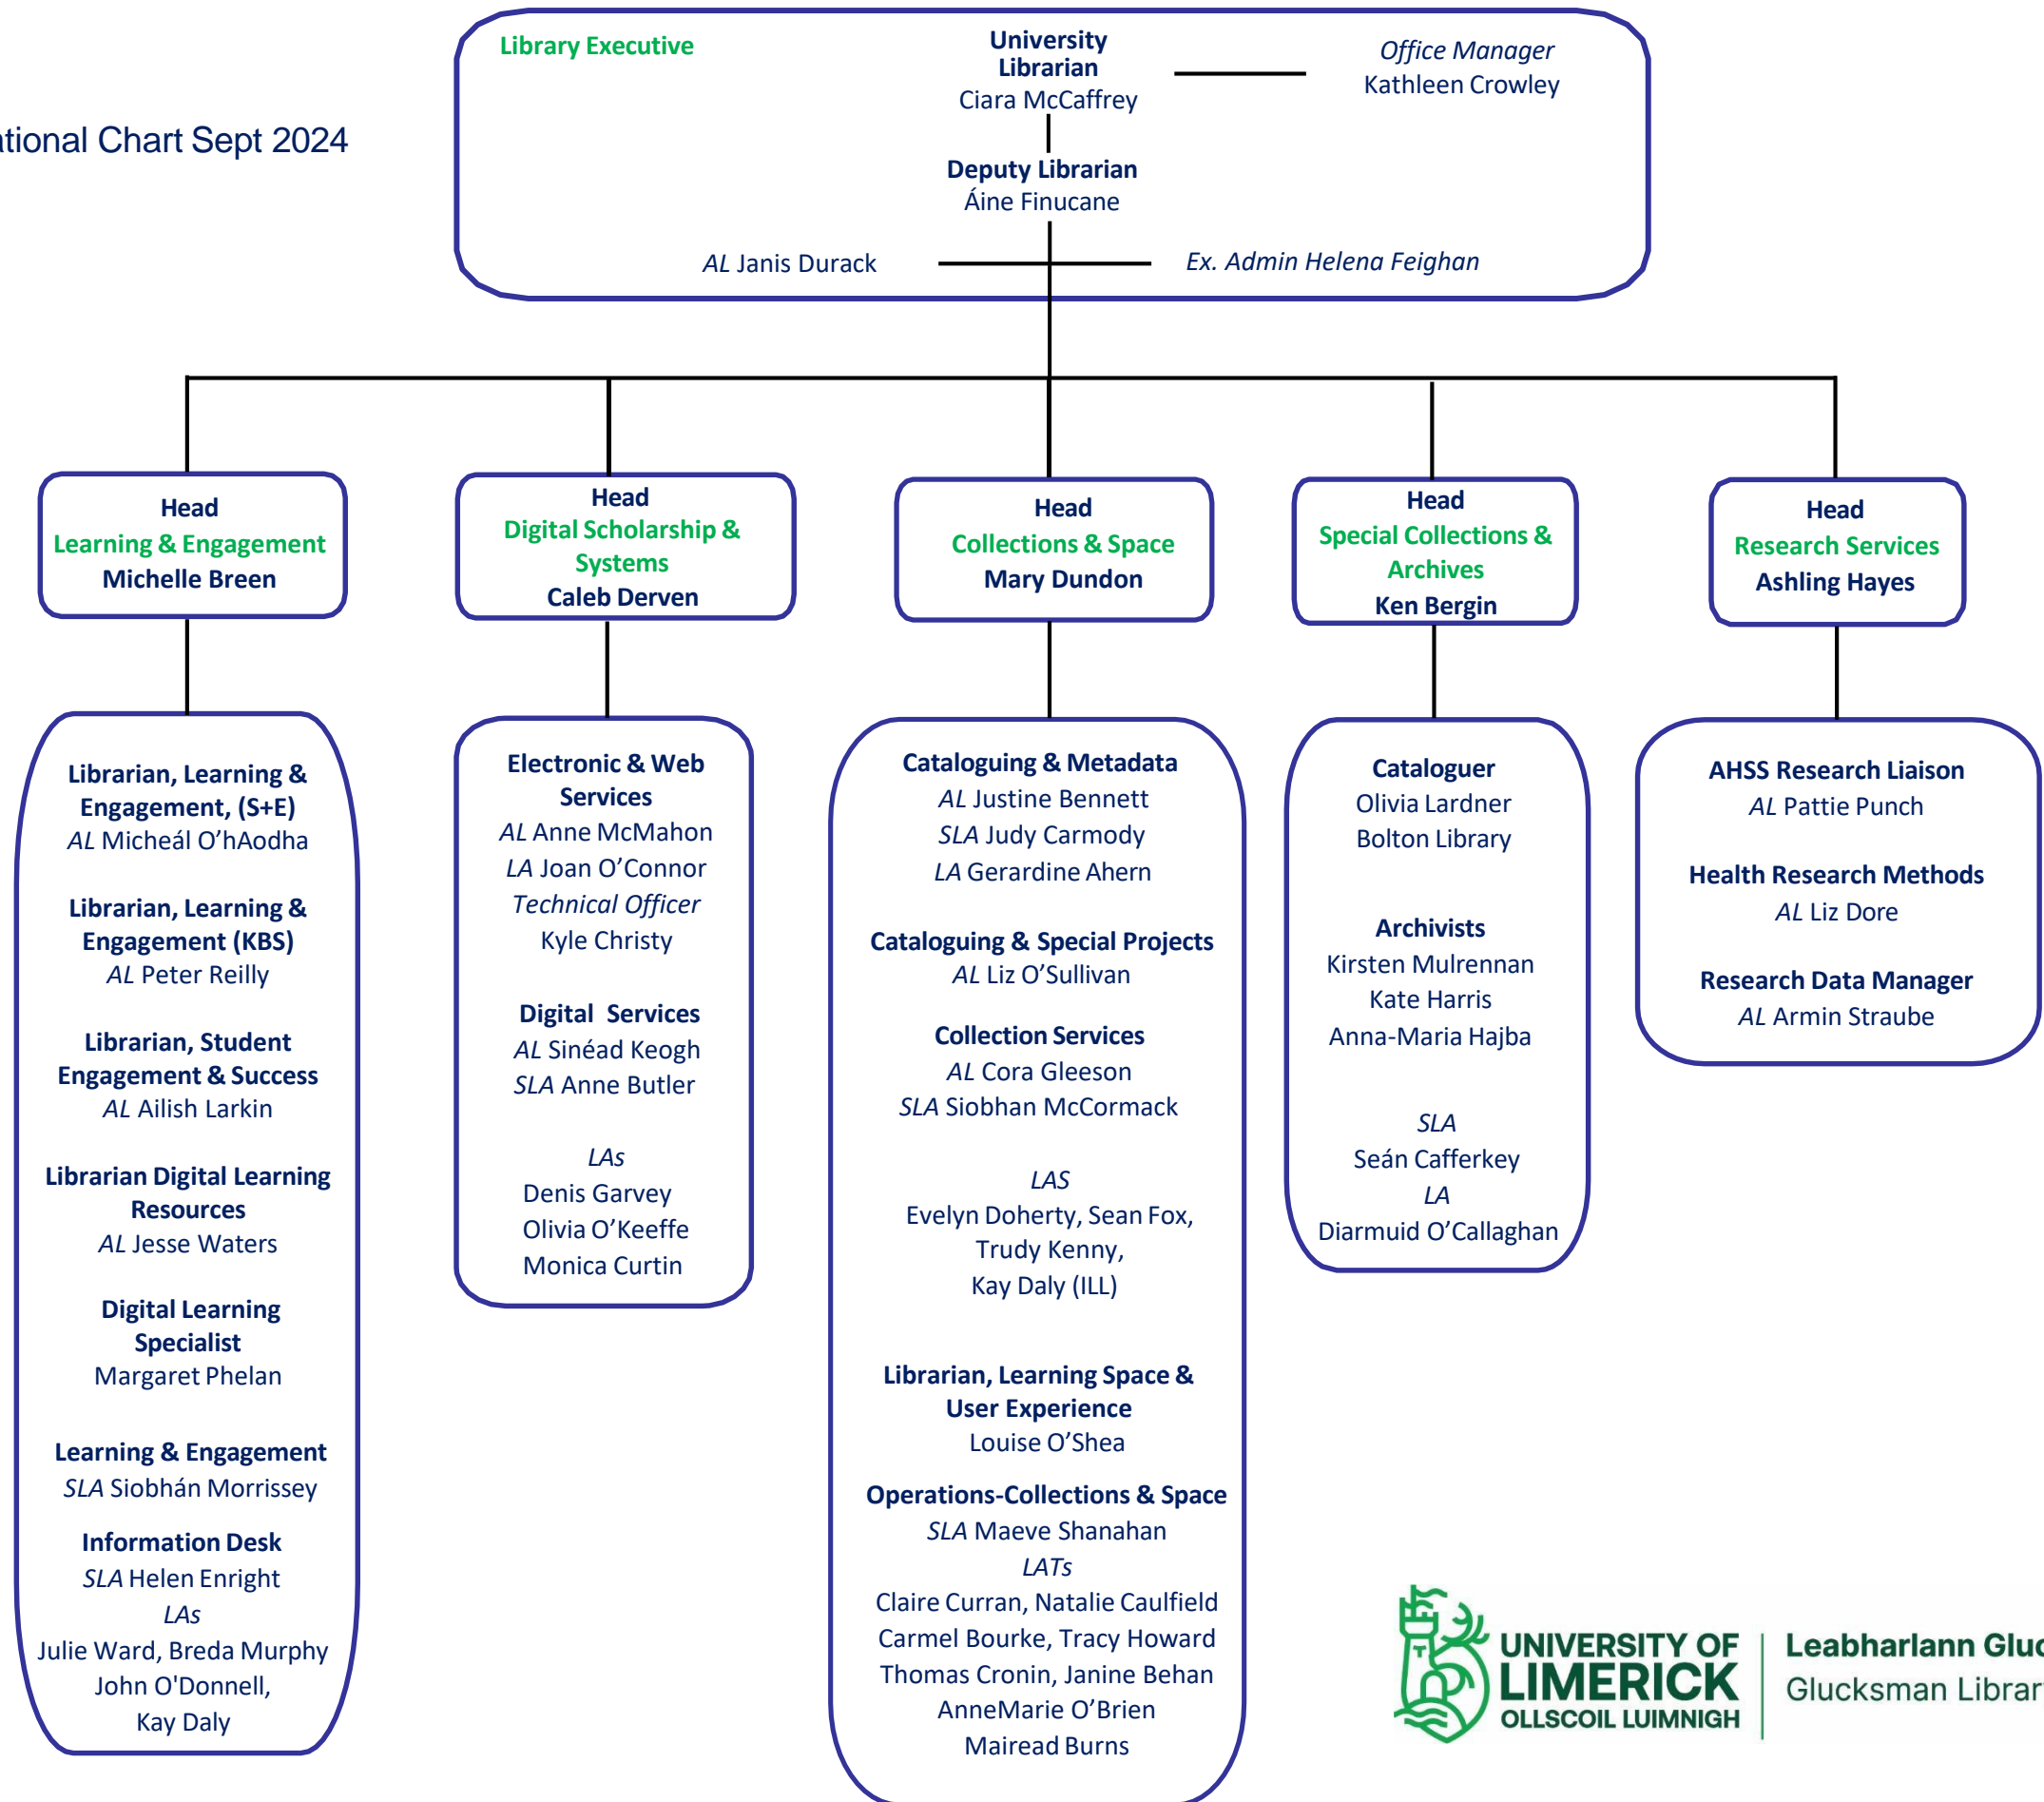 ational Chart Sept 2024
Library Executive
University
Librarian
Ciara McCaffrey
Office Manager
Kathleen Crowley
Deputy Librarian
Áine Finucane
AL Janis Durack
Ex. Admin Helena Feighan
Head
Learning & Engagement
Michelle Breen
Head
Digital Scholarship &
Systems
Caleb Derven
Head
Collections & Space
Mary Dundon
Head
Special Collections &
Archives
Ken Bergin
Head
Research Services
Ashling Hayes
Librarian, Learning &
Engagement, (S+E)
AL Micheál O’hAodha
Librarian, Learning &
Engagement (KBS)
AL Peter Reilly
Librarian, Student
Engagement & Success
AL Ailish Larkin
Librarian Digital Learning
Resources
AL Jesse Waters
Digital Learning
Specialist
Margaret Phelan
Learning & Engagement
SLA Siobhán Morrissey
Information Desk
SLA Helen Enright
LAs
Julie Ward, Breda Murphy
John O'Donnell,
Kay Daly
Electronic & Web
Services
AL Anne McMahon
LA Joan O’Connor
Technical Officer
Kyle Christy
Digital Services
AL Sinéad Keogh
SLA Anne Butler
LAs
Denis Garvey
Olivia O’Keeffe
Monica Curtin
Cataloguing & Metadata
AL Justine Bennett
SLA Judy Carmody
LA Gerardine Ahern
Cataloguing & Special Projects
AL Liz O’Sullivan
Collection Services
AL Cora Gleeson
SLA Siobhan McCormack
LAS
Evelyn Doherty, Sean Fox,
Trudy Kenny,
Kay Daly (ILL)
Librarian, Learning Space &
User Experience
Louise O’Shea
Operations-Collections & Space
SLA Maeve Shanahan
LATs
Claire Curran, Natalie Caulfield
Carmel Bourke, Tracy Howard
Thomas Cronin, Janine Behan
AnneMarie O’Brien
Mairead Burns
Cataloguer
Olivia Lardner
Bolton Library
Archivists
Kirsten Mulrennan
Kate Harris
Anna-Maria Hajba
SLA
Seán Cafferkey
LA
Diarmuid O’Callaghan
AHSS Research Liaison
AL Pattie Punch
Health Research Methods
AL Liz Dore
Research Data Manager
AL Armin Straube
UNIVERSITY OF
LIMERICK
OLLSCOIL LUIMNIGH
Leabharlann Gluc
Glucksman Librar